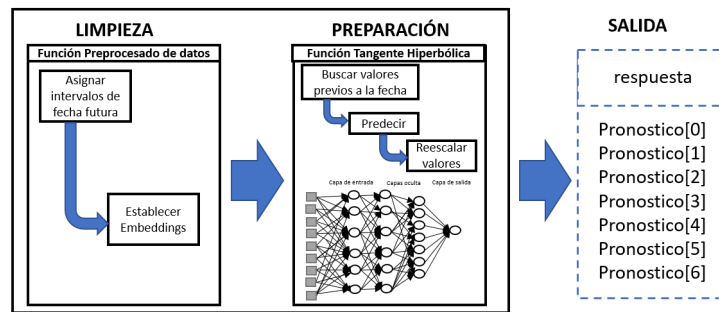 LIMPIEZA
Función Preprocesado de datos
Asignar
intervalos de
fecha futura
Establecer
Embeddings
PREPARACIÓN
Función Tangente Hiperbólica
Buscar valores
previos a la fecha
Predecir
Reescalar
valores
Capa de entrada
Capas oculta
Capa de salida
SALIDA
respuesta
Pronostico[0]
Pronostico[1]
Pronostico[2]
Pronostico[3]
Pronostico[4]
Pronostico[5]
Pronostico[6]